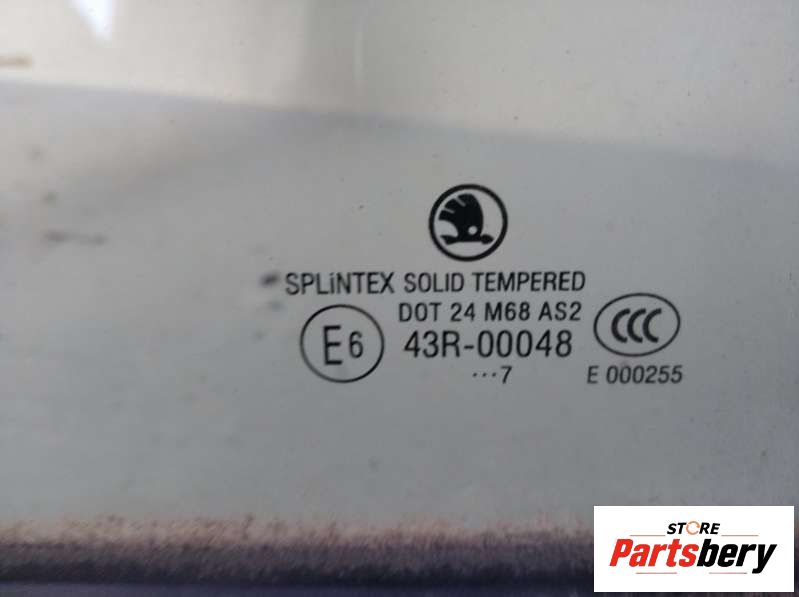 SPLiNTEX SOLID TEMPERED
DOT 24 M68 AS2
E6 43R-00048 CCC
···7 E 000255
STORE
Partsbery